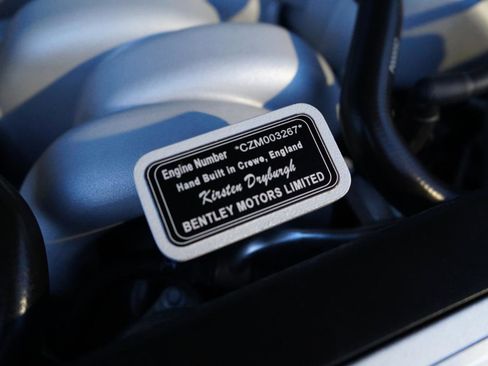 Engine Number *CZM003267*
Hand Built in Crewe, England
Kirsten Dryburgh
BENTLEY MOTORS LIMITED